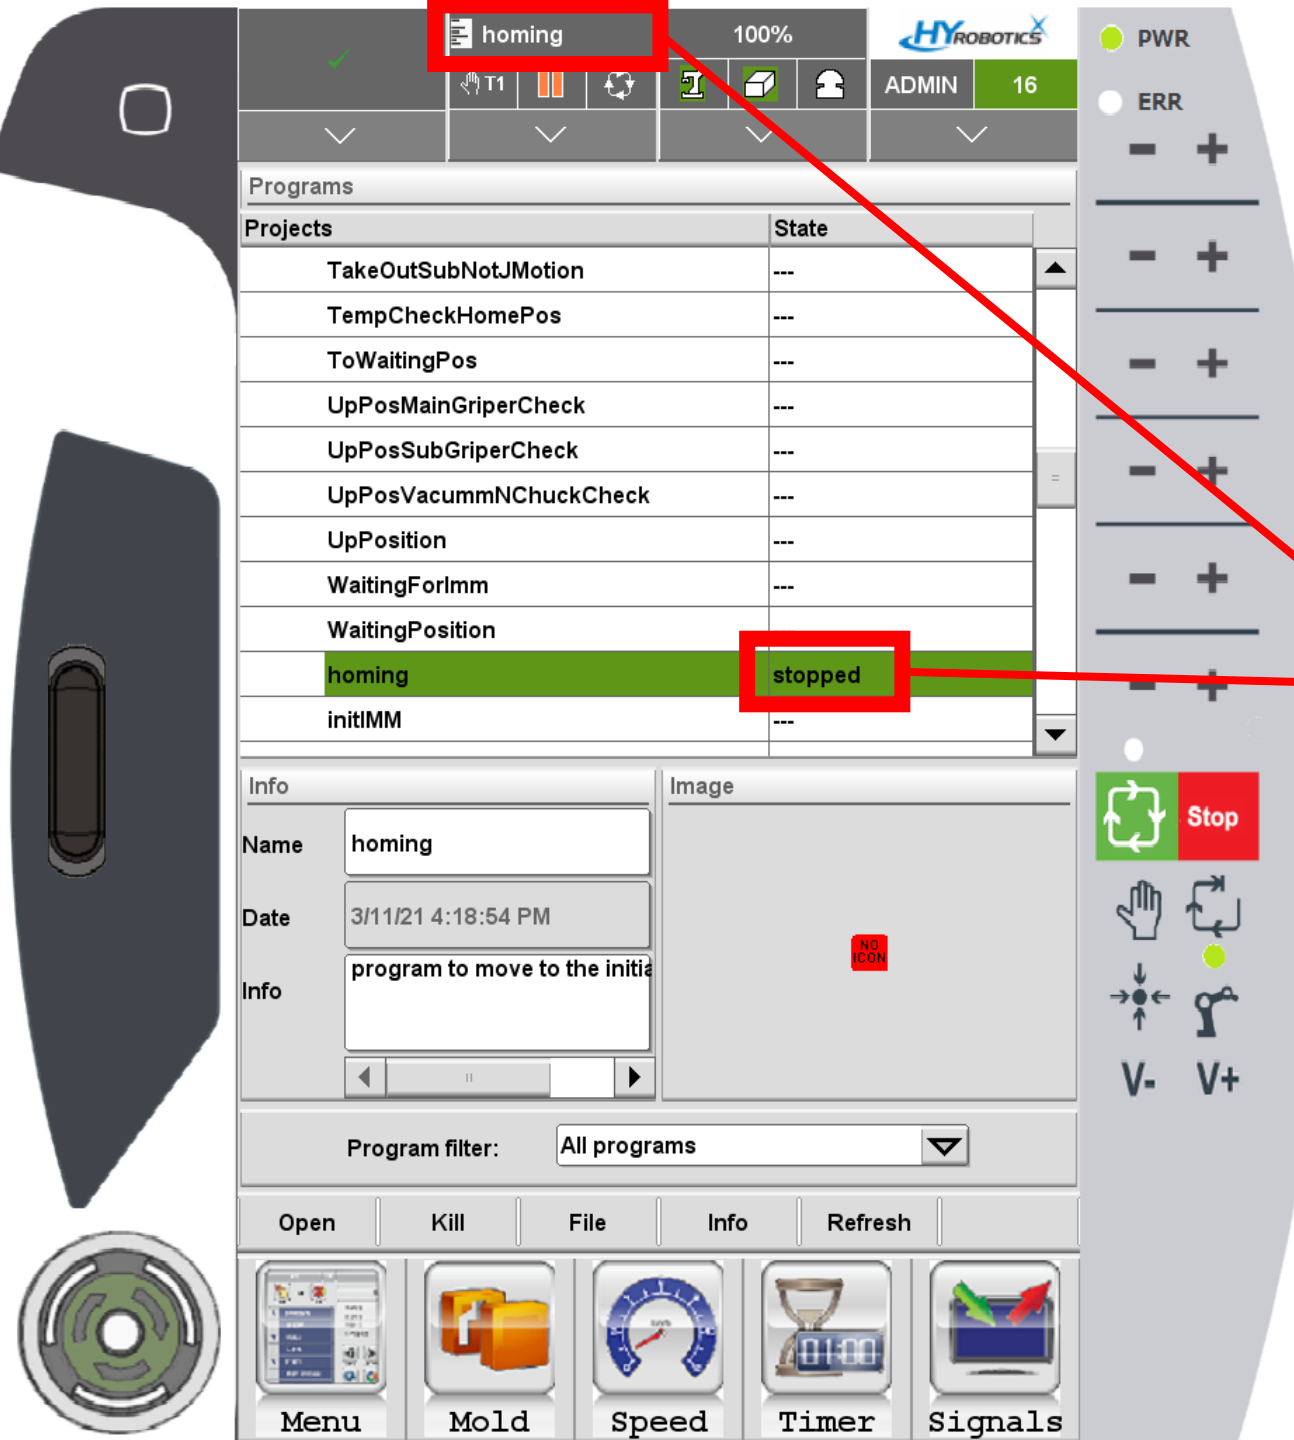 homing
100%
HYROBOTICS
PWR
T1
ADMIN
16
ERR
Programs
Projects
State
TakeOutSubNotJMotion
---
TempCheckHomePos
---
ToWaitingPos
---
UpPosMainGriperCheck
---
UpPosSubGriperCheck
---
UpPosVacummNChuckCheck
---
UpPosition
---
WaitingForImm
---
WaitingPosition
homing
stopped
initIMM
---
Info
Image
Stop
Name
homing
Date
3/11/21 4:18:54 PM
Info
program to move to the initia
NO
ICON
V-
V+
Program filter:
All programs
Open
Kill
File
Info
Refresh
01:00
Menu
Mold
Speed
Timer
Signals